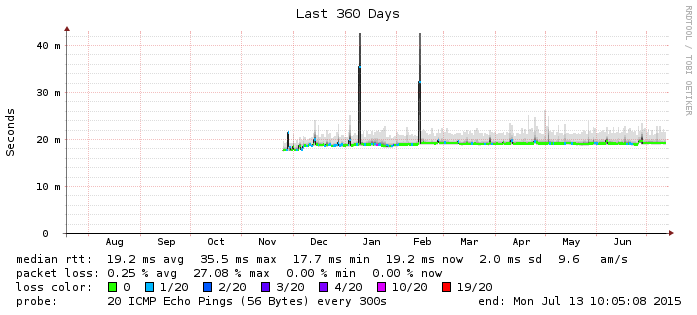 Last 360 Days
RRDTOOL / TOBI OETIKER
Seconds
40 m
30 m
20 m
10 m
0
Aug Sep Oct Nov Dec Jan Feb Mar Apr May Jun
median rtt: 19.2 ms avg 35.5 ms max 17.7 ms min 19.2 ms now 2.0 ms sd 9.6 am/s
packet loss: 0.25 % avg 27.08 % max 0.00 % min 0.00 % now
loss color: 0 1/20 2/20 3/20 4/20 10/20 19/20
probe: 20 ICMP Echo Pings (56 Bytes) every 300s end: Mon Jul 13 10:05:08 2015